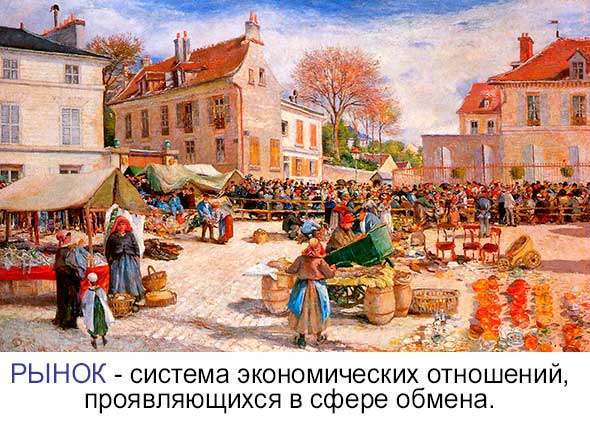 РЫНОК - система экономических отношений,
проявляющихся в сфере обмена.